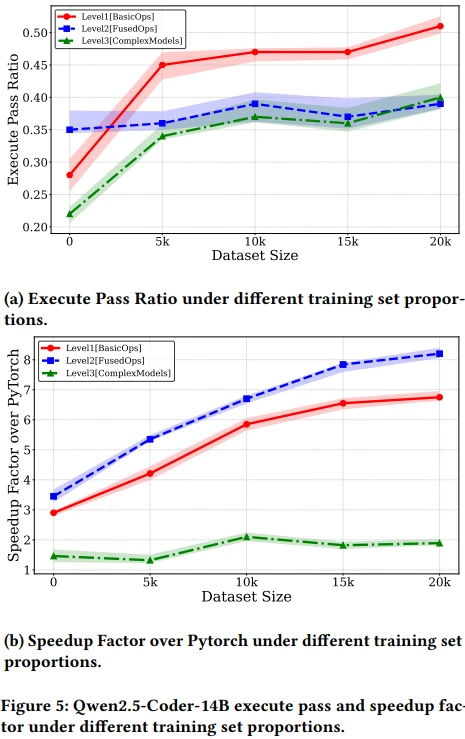 Level1[BasicOps]
Level2[FusedOps]
Level3[ComplexModels]
Execute Pass Ratio
0.50
0.45
0.40
0.35
0.30
0.25
0.20
0 5k 10k 15k 20k
Dataset Size
(a) Execute Pass Ratio under different training set propor-
tions.
Level1[BasicOps]
Level2[FusedOps]
Level3[ComplexModels]
Speedup Factor over PyTorch
8
7
6
5
4
3
2
1
0 5k 10k 15k 20k
Dataset Size
(b) Speedup Factor over Pytorch under different training set
proportions.
Figure 5: Qwen2.5-Coder-14B execute pass and speedup fac-
tor under different training set proportions.